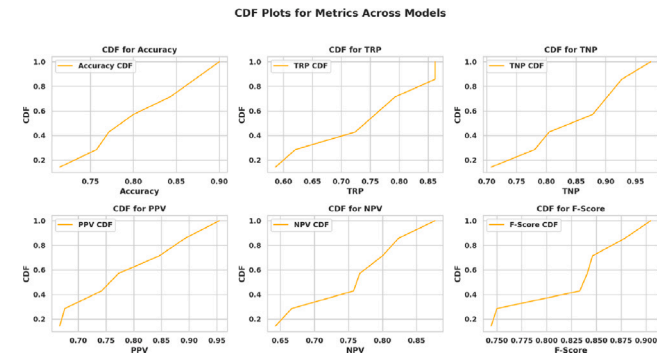 CDF Plots for Metrics Across Models
CDF for Accuracy
CDF for TRP
CDF for TNP
Accuracy CDF
TRP CDF
TNP CDF
1.0
0.8
0.6
0.4
0.2
CDF
0.75 0.80 0.85 0.90
Accuracy
1.0
0.8
0.6
0.4
0.2
CDF
0.60 0.65 0.70 0.75 0.80 0.85
TRP
1.0
0.8
0.6
0.4
0.2
CDF
0.70 0.75 0.80 0.85 0.90 0.95
TNP
CDF for PPV
CDF for NPV
CDF for F-Score
PPV CDF
NPV CDF
F-Score CDF
1.0
0.8
0.6
0.4
0.2
CDF
0.70 0.75 0.80 0.85 0.90 0.95
PPV
1.0
0.8
0.6
0.4
0.2
CDF
0.65 0.70 0.75 0.80 0.85
NPV
1.0
0.8
0.6
0.4
0.2
CDF
0.750 0.775 0.800 0.825 0.850 0.875 0.900
F-Score